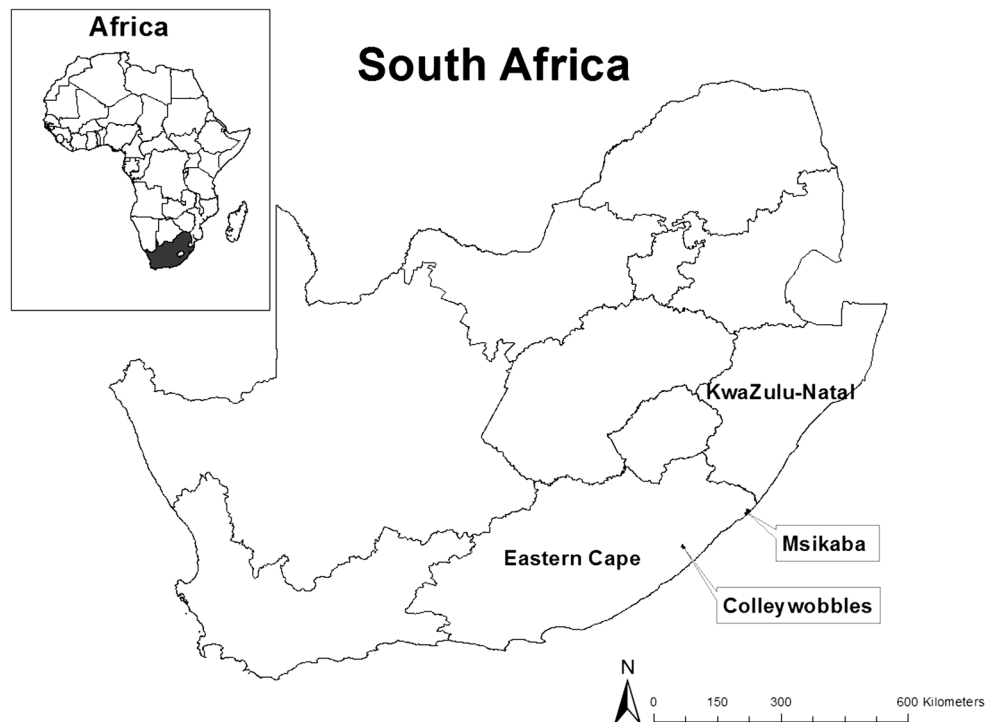 Africa
South Africa
KwaZulu-Natal
Msikaba
Eastern Cape
Colleywobbles
N
0 150 300 600 Kilometers